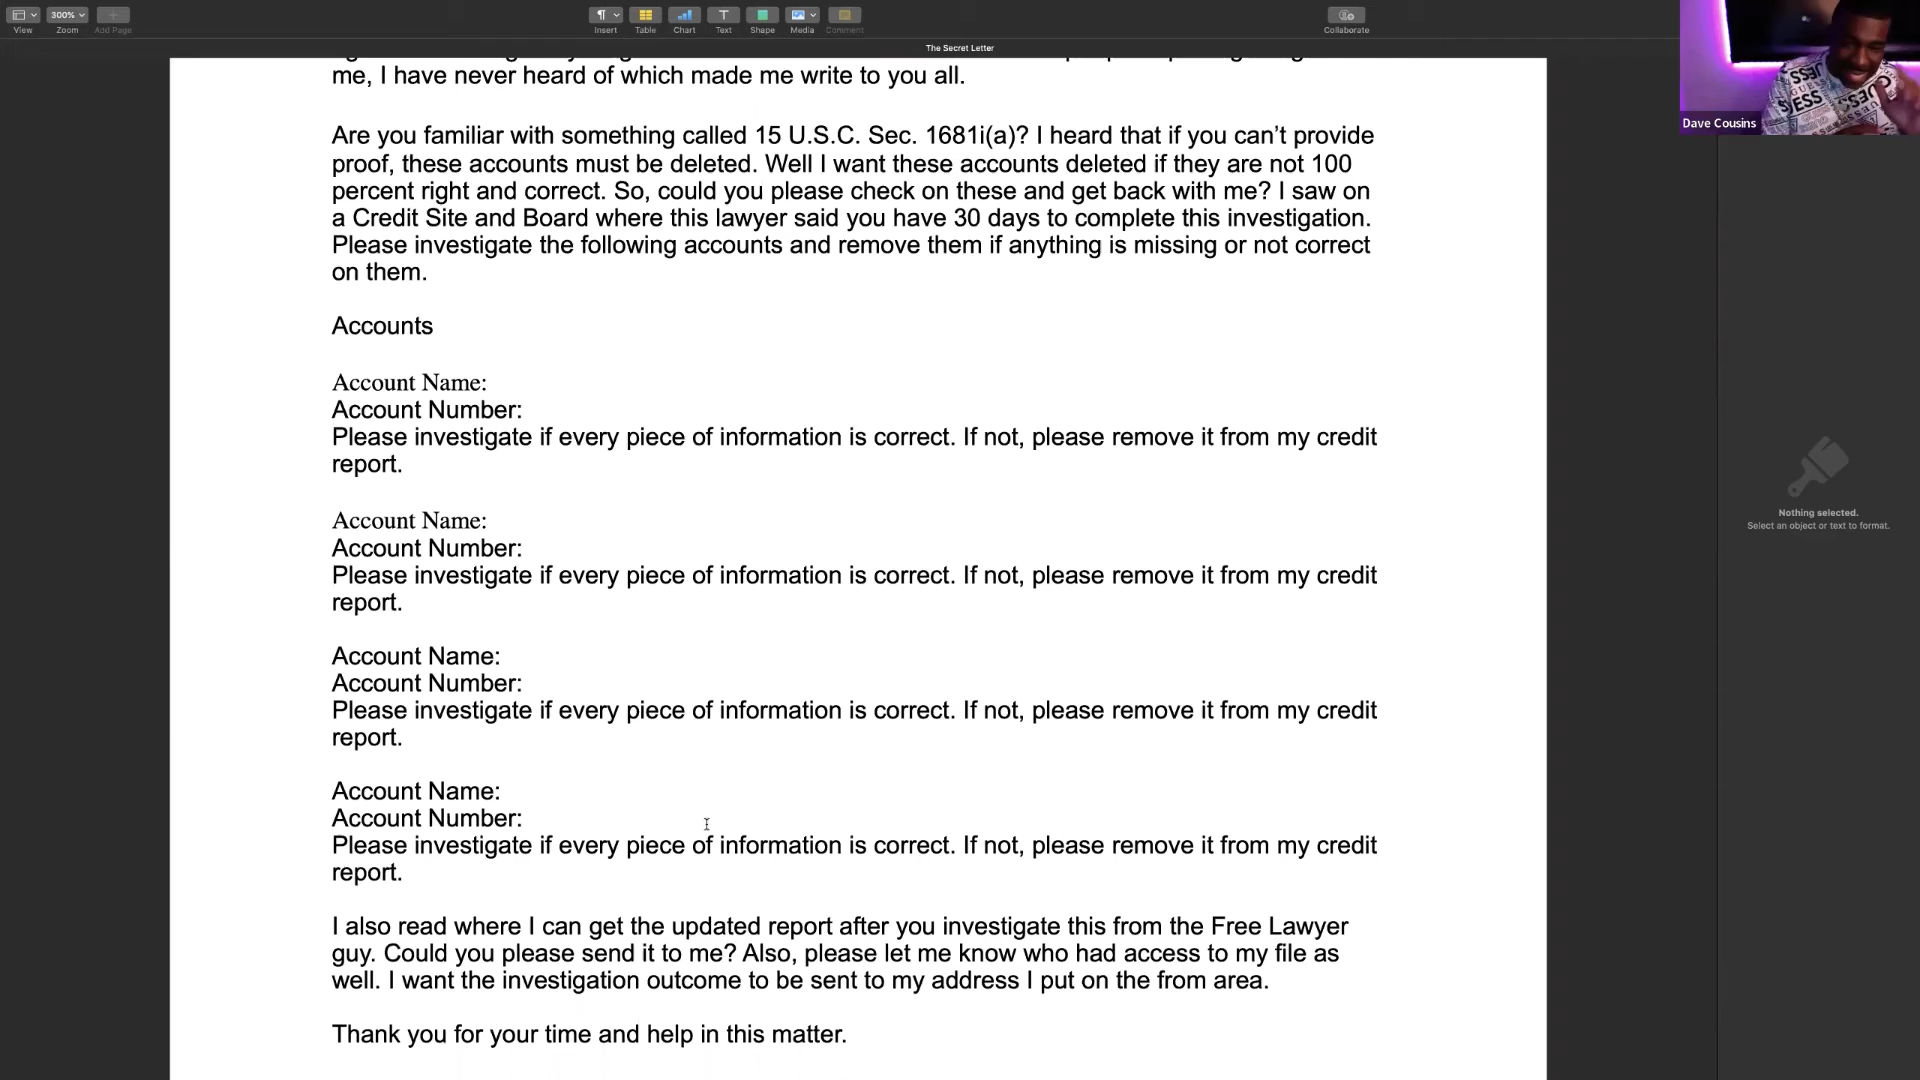 View
300%
Zoom
Add Page
Insert
Table
Chart
T
Text
Shape
Media
Comment
Collaborate
The Secret Letter
me, I have never heard of which made me write to you all.
Are you familiar with something called 15 U.S.C. Sec. 1681i(a)? I heard that if you can’t provide
proof, these accounts must be deleted. Well I want these accounts deleted if they are not 100
percent right and correct. So, could you please check on these and get back with me? I saw on
a Credit Site and Board where this lawyer said you have 30 days to complete this investigation.
Please investigate the following accounts and remove them if anything is missing or not correct
on them.
Accounts
Account Name:
Account Number:
Please investigate if every piece of information is correct. If not, please remove it from my credit
report.
Account Name:
Account Number:
Please investigate if every piece of information is correct. If not, please remove it from my credit
report.
Account Name:
Account Number:
Please investigate if every piece of information is correct. If not, please remove it from my credit
report.
Account Name:
Account Number:
Please investigate if every piece of information is correct. If not, please remove it from my credit
report.
I also read where I can get the updated report after you investigate this from the Free Lawyer
guy. Could you please send it to me? Also, please let me know who had access to my file as
well. I want the investigation outcome to be sent to my address I put on the from area.
Thank you for your time and help in this matter.
Dave Cousins
Nothing selected.
Select an object or text to format.